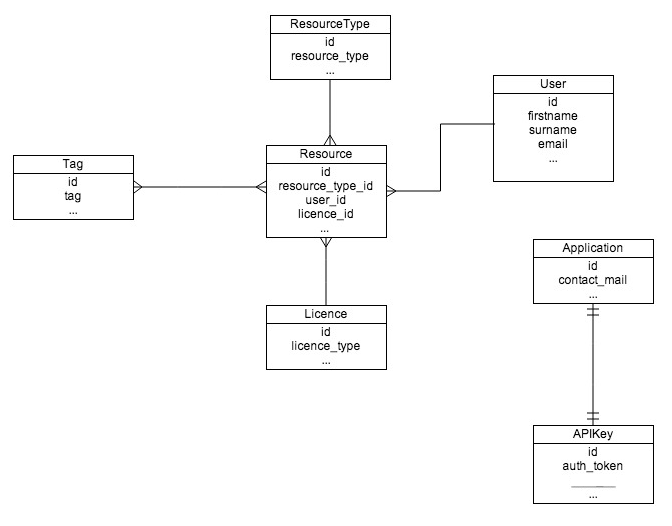 ResourceType
id
resource_type
...
User
id
firstname
surname
email
...
Tag
id
tag
...
Resource
id
resource_type_id
user_id
licence_id
...
Application
id
contact_mail
...
Licence
id
licence_type
...
APIKey
id
auth_token
...